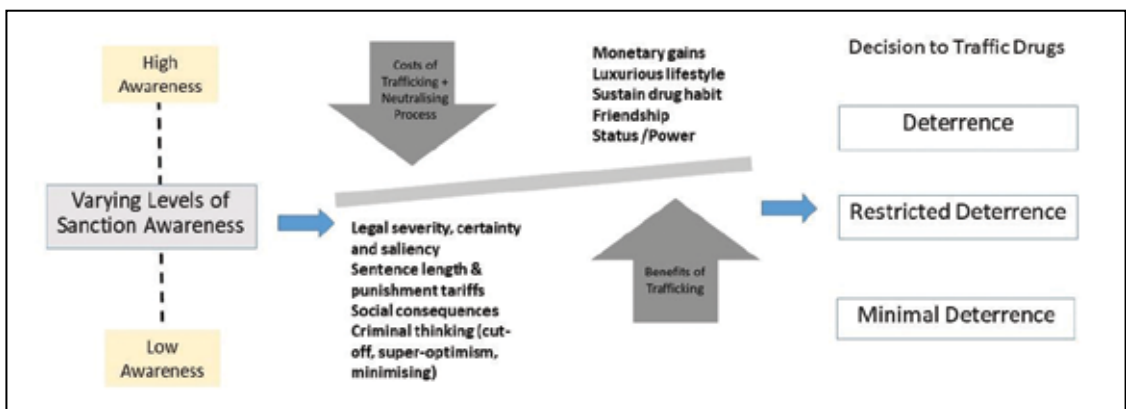 High
Awareness
Varying Levels of
Sanction Awareness
Low
Awareness
Costs of
Trafficking +
Neutralising
Process
Legal severity, certainty
and saliency
Sentence length &
punishment tariffs
Social consequences
Criminal thinking (cut-
off, super-optimism,
minimising)
Monetary gains
Luxurious lifestyle
Sustain drug habit
Friendship
Status /Power
Benefits of
Trafficking
Decision to Traffic Drugs
Deterrence
Restricted Deterrence
Minimal Deterrence